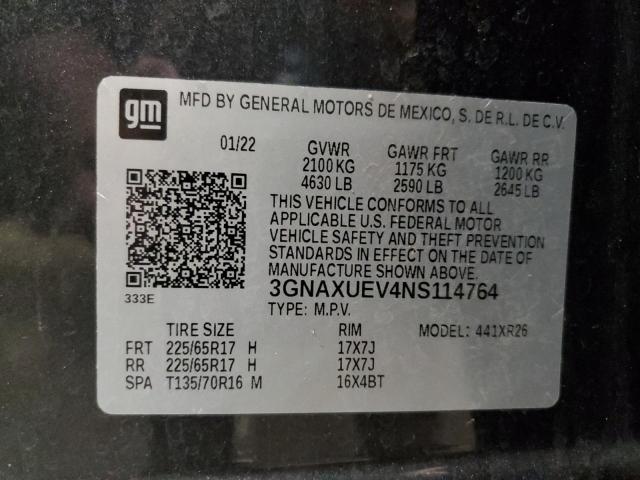 gm
MFD BY GENERAL MOTORS DE MEXICO, S. DE R.L. DE C.V.
01/22 GVWR GAWR FRT GAWR RR
2100 KG 1175 KG 1200 KG
4630 LB 2590 LB 2645 LB
THIS VEHICLE CONFORMS TO ALL
APPLICABLE U.S. FEDERAL MOTOR
VEHICLE SAFETY AND THEFT PREVENTION
STANDARDS IN EFFECT ON THE DATE
OF MANUFACTURE SHOWN ABOVE.
333E 3GNAXUEV4NS114764
TYPE: M.P.V.
TIRE SIZE RIM MODEL: 441XR26
FRT 225/65R17 H 17X7J
RR 225/65R17 H 17X7J
SPA T135/70R16 M 16X4BT